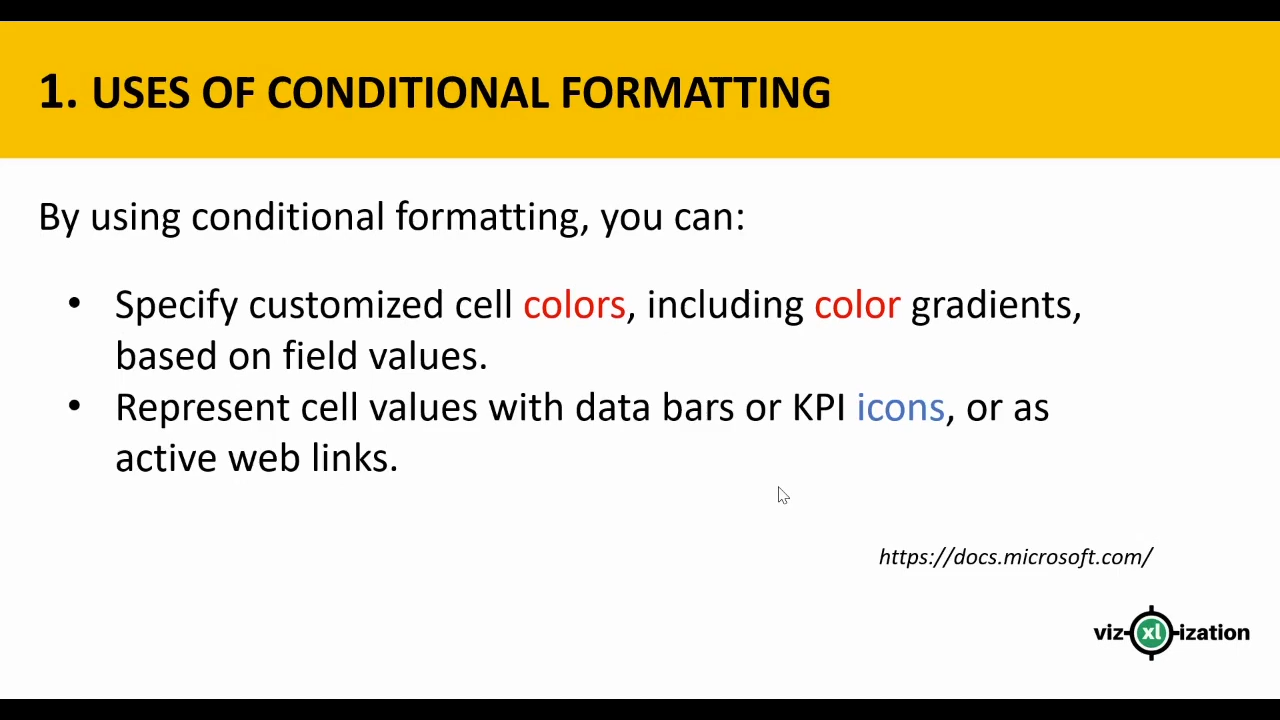 1. USES OF CONDITIONAL FORMATTING
By using conditional formatting, you can:
• Specify customized cell colors, including color gradients,
based on field values.
• Represent cell values with data bars or KPI icons, or as
active web links.
https://docs.microsoft.com/
viz-xl-ization